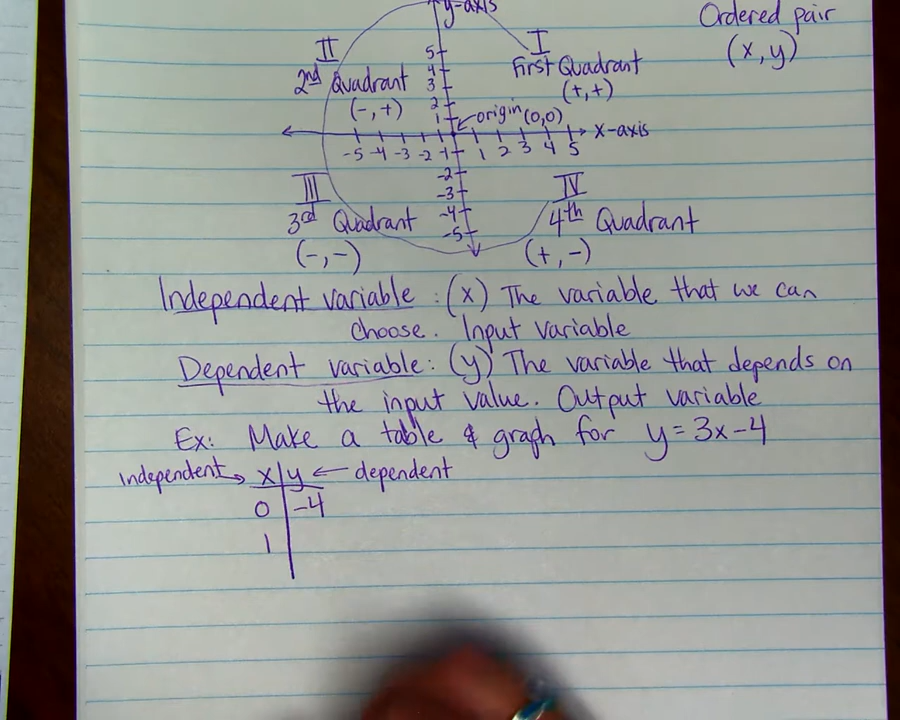 y-axis
Ordered pair
(x,y)
II
2nd Quadrant
(-,+)
I
First Quadrant
(+,+)
5
4
3
2
1
origin (0,0)
x-axis
-5 -4 -3 -2 -1 1 2 3 4 5
-2
-3
-4
-5
III
3rd Quadrant
(-,-)
IV
4th Quadrant
(+,-)
Independent variable: (x) The variable that we can
choose. Input variable
Dependent variable: (y) The variable that depends on
the input value. Output variable
Ex: Make a table & graph for y=3x-4
independent → x | y ← dependent
0 | -4
1 |